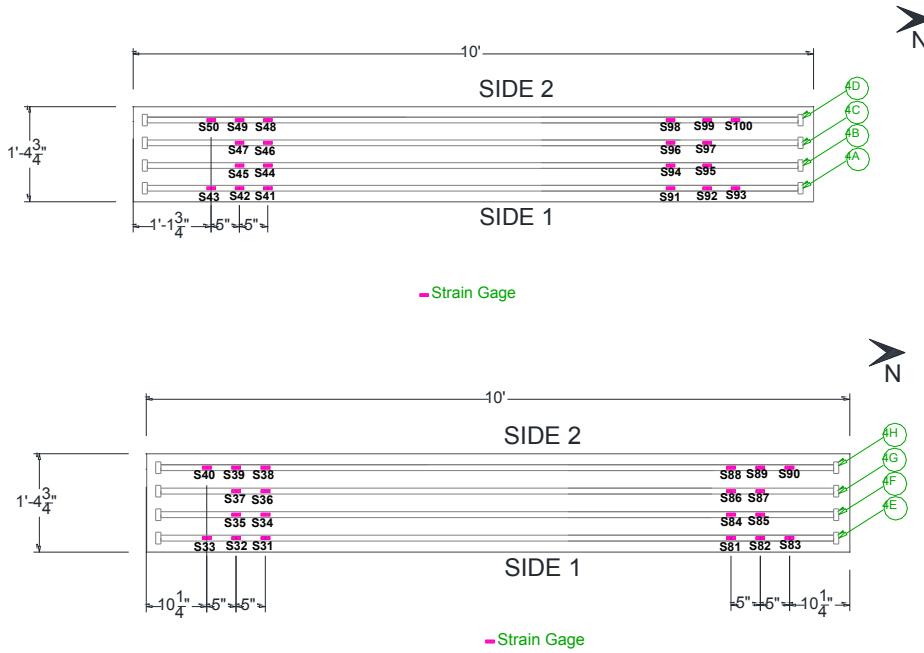 N
10'
SIDE 2
4D
4C
4B
4A
1'-4 3/4"
S50 S49 S48 S98 S99 S100
S47 S46 S96 S97
S45 S44 S94 S95
S43 S42 S41 S91 S92 S93
SIDE 1
1'-1 3/4" 5" 5"
Strain Gage
N
10'
SIDE 2
4H
4G
4F
4E
1'-4 3/4"
S40 S39 S38 S88 S89 S90
S37 S36 S86 S87
S35 S34 S84 S85
S33 S32 S31 S81 S82 S83
SIDE 1
10 1/4" 5" 5" 5" 5" 10 1/4"
Strain Gage